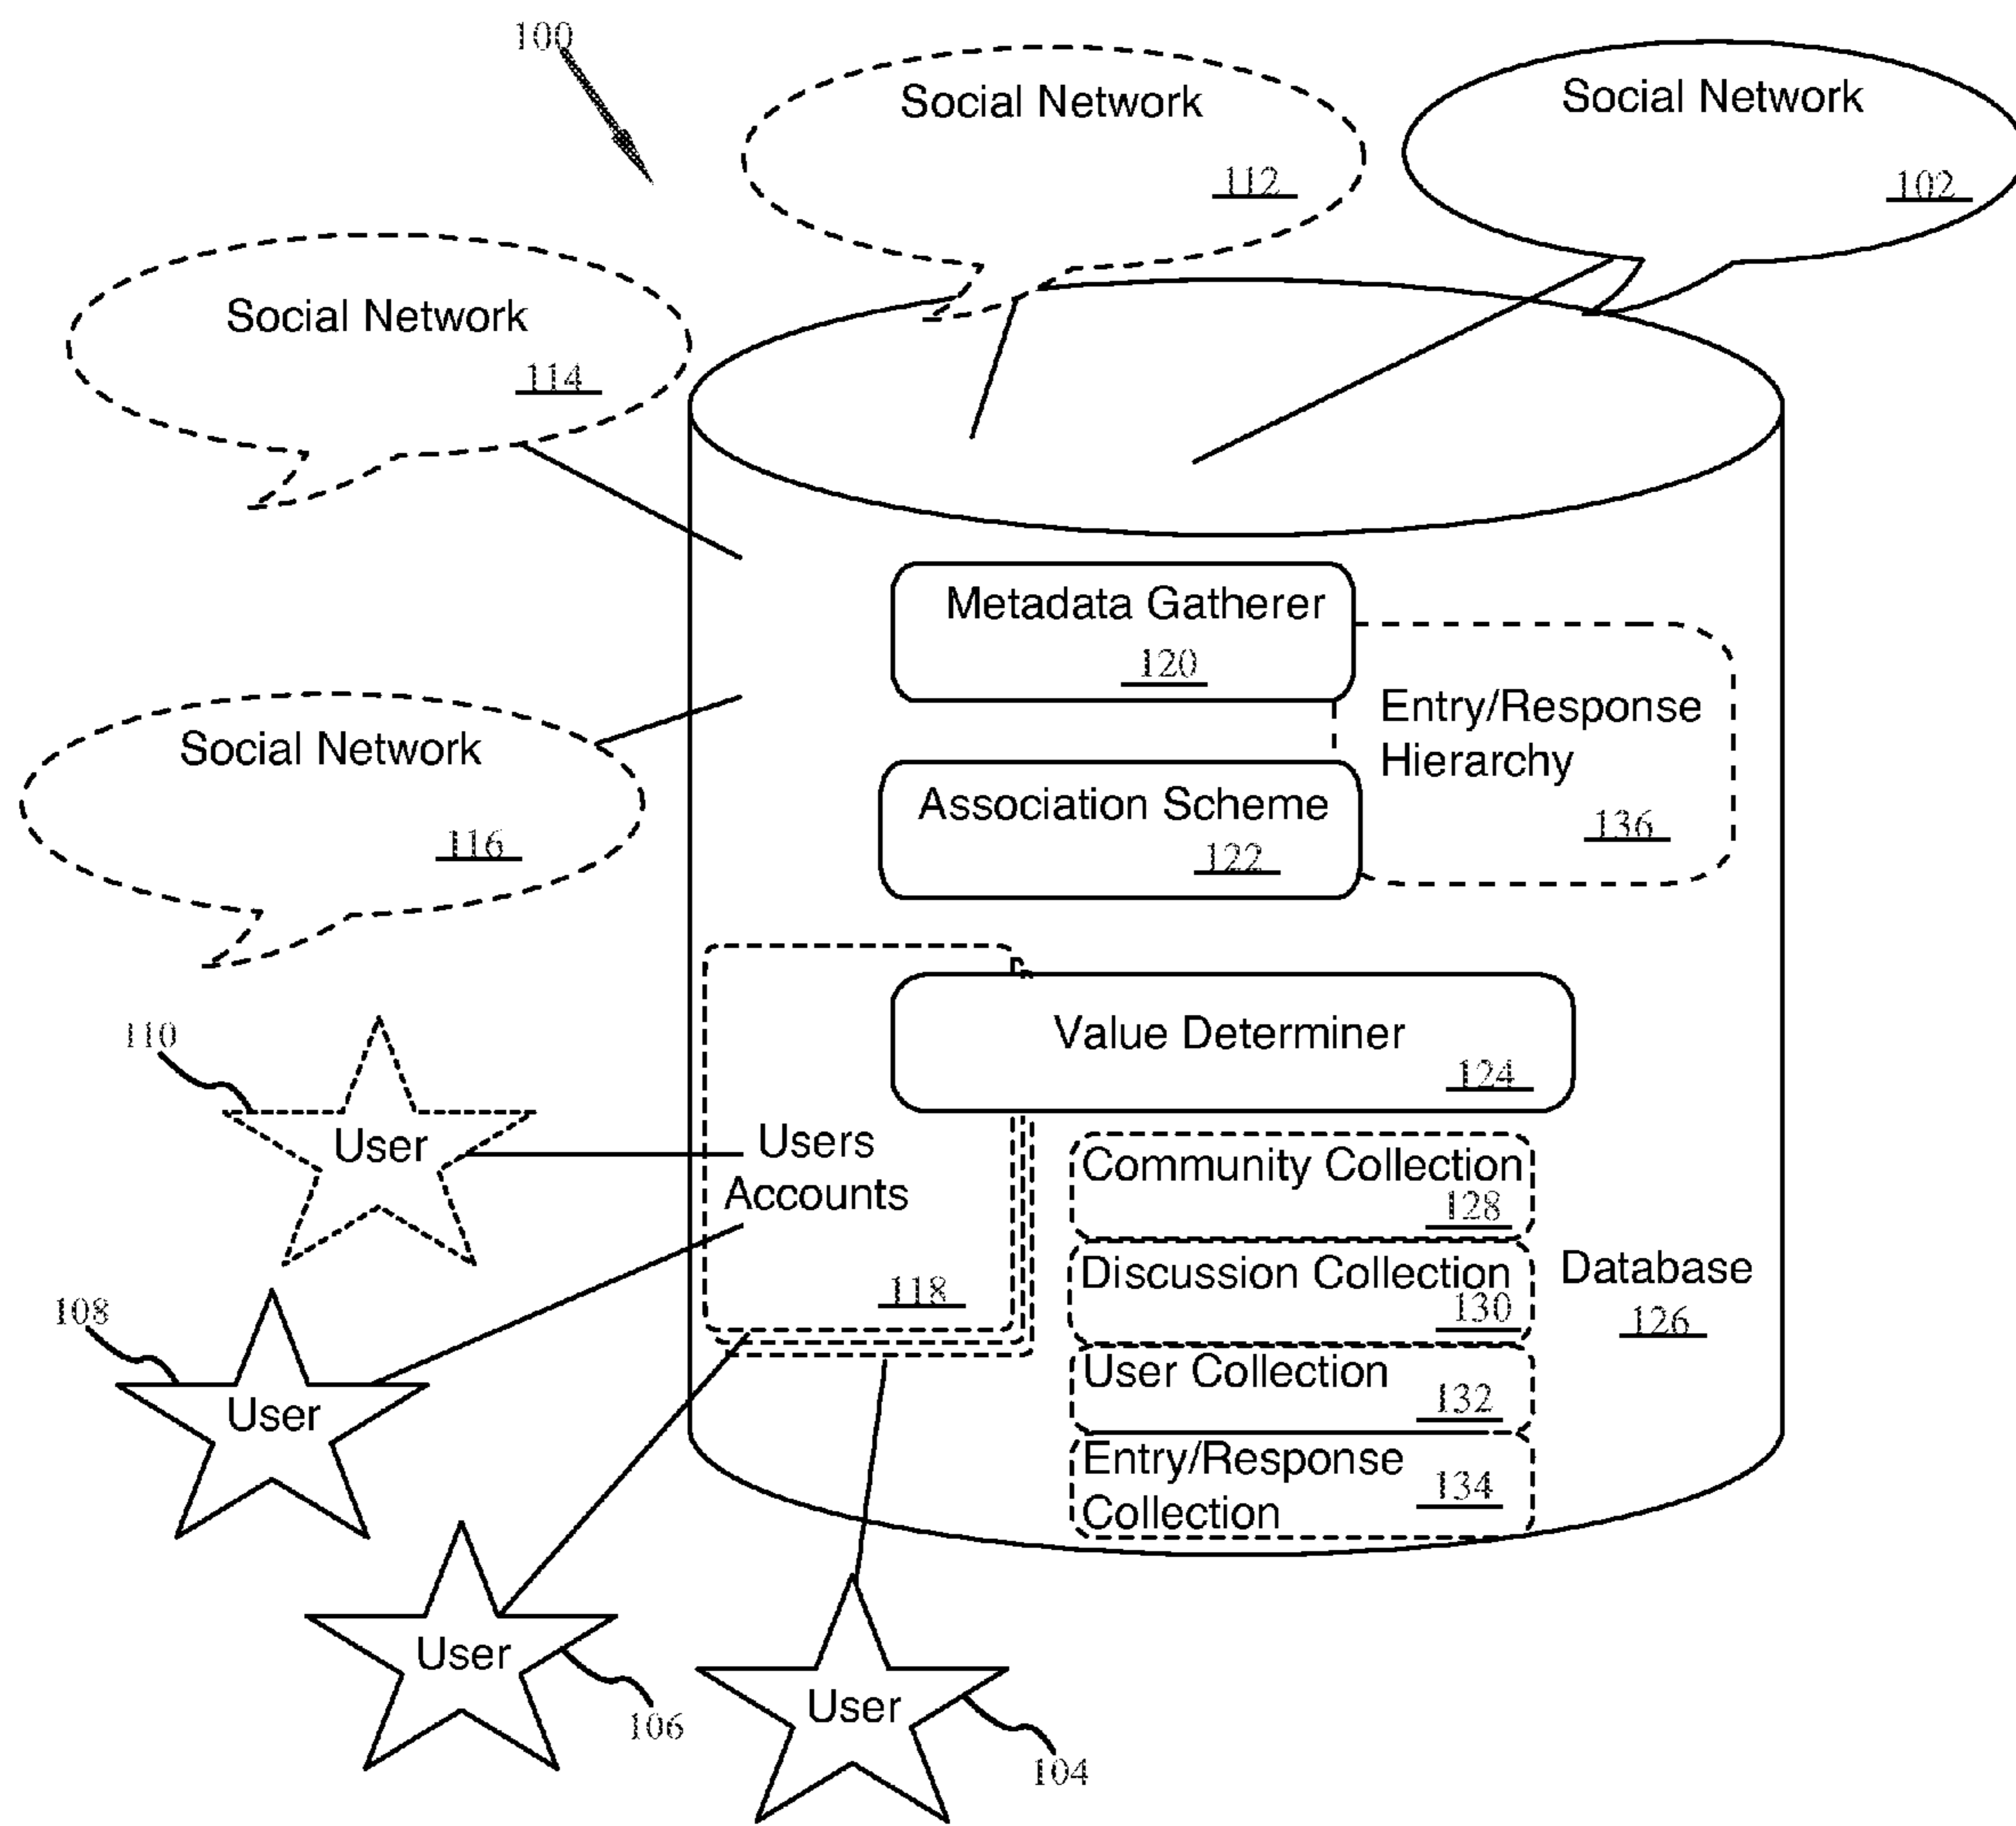 100
Social Network
112
Social Network
102
Social Network
114
Metadata Gatherer
120
Entry/Response
Hierarchy
136
Social Network
116
Association Scheme
122
Value Determiner
124
110
User
Users
Accounts
118
Community Collection
128
Discussion Collection
130
Database
126
User Collection
132
Entry/Response
Collection
134
108
User
User
106
User
104